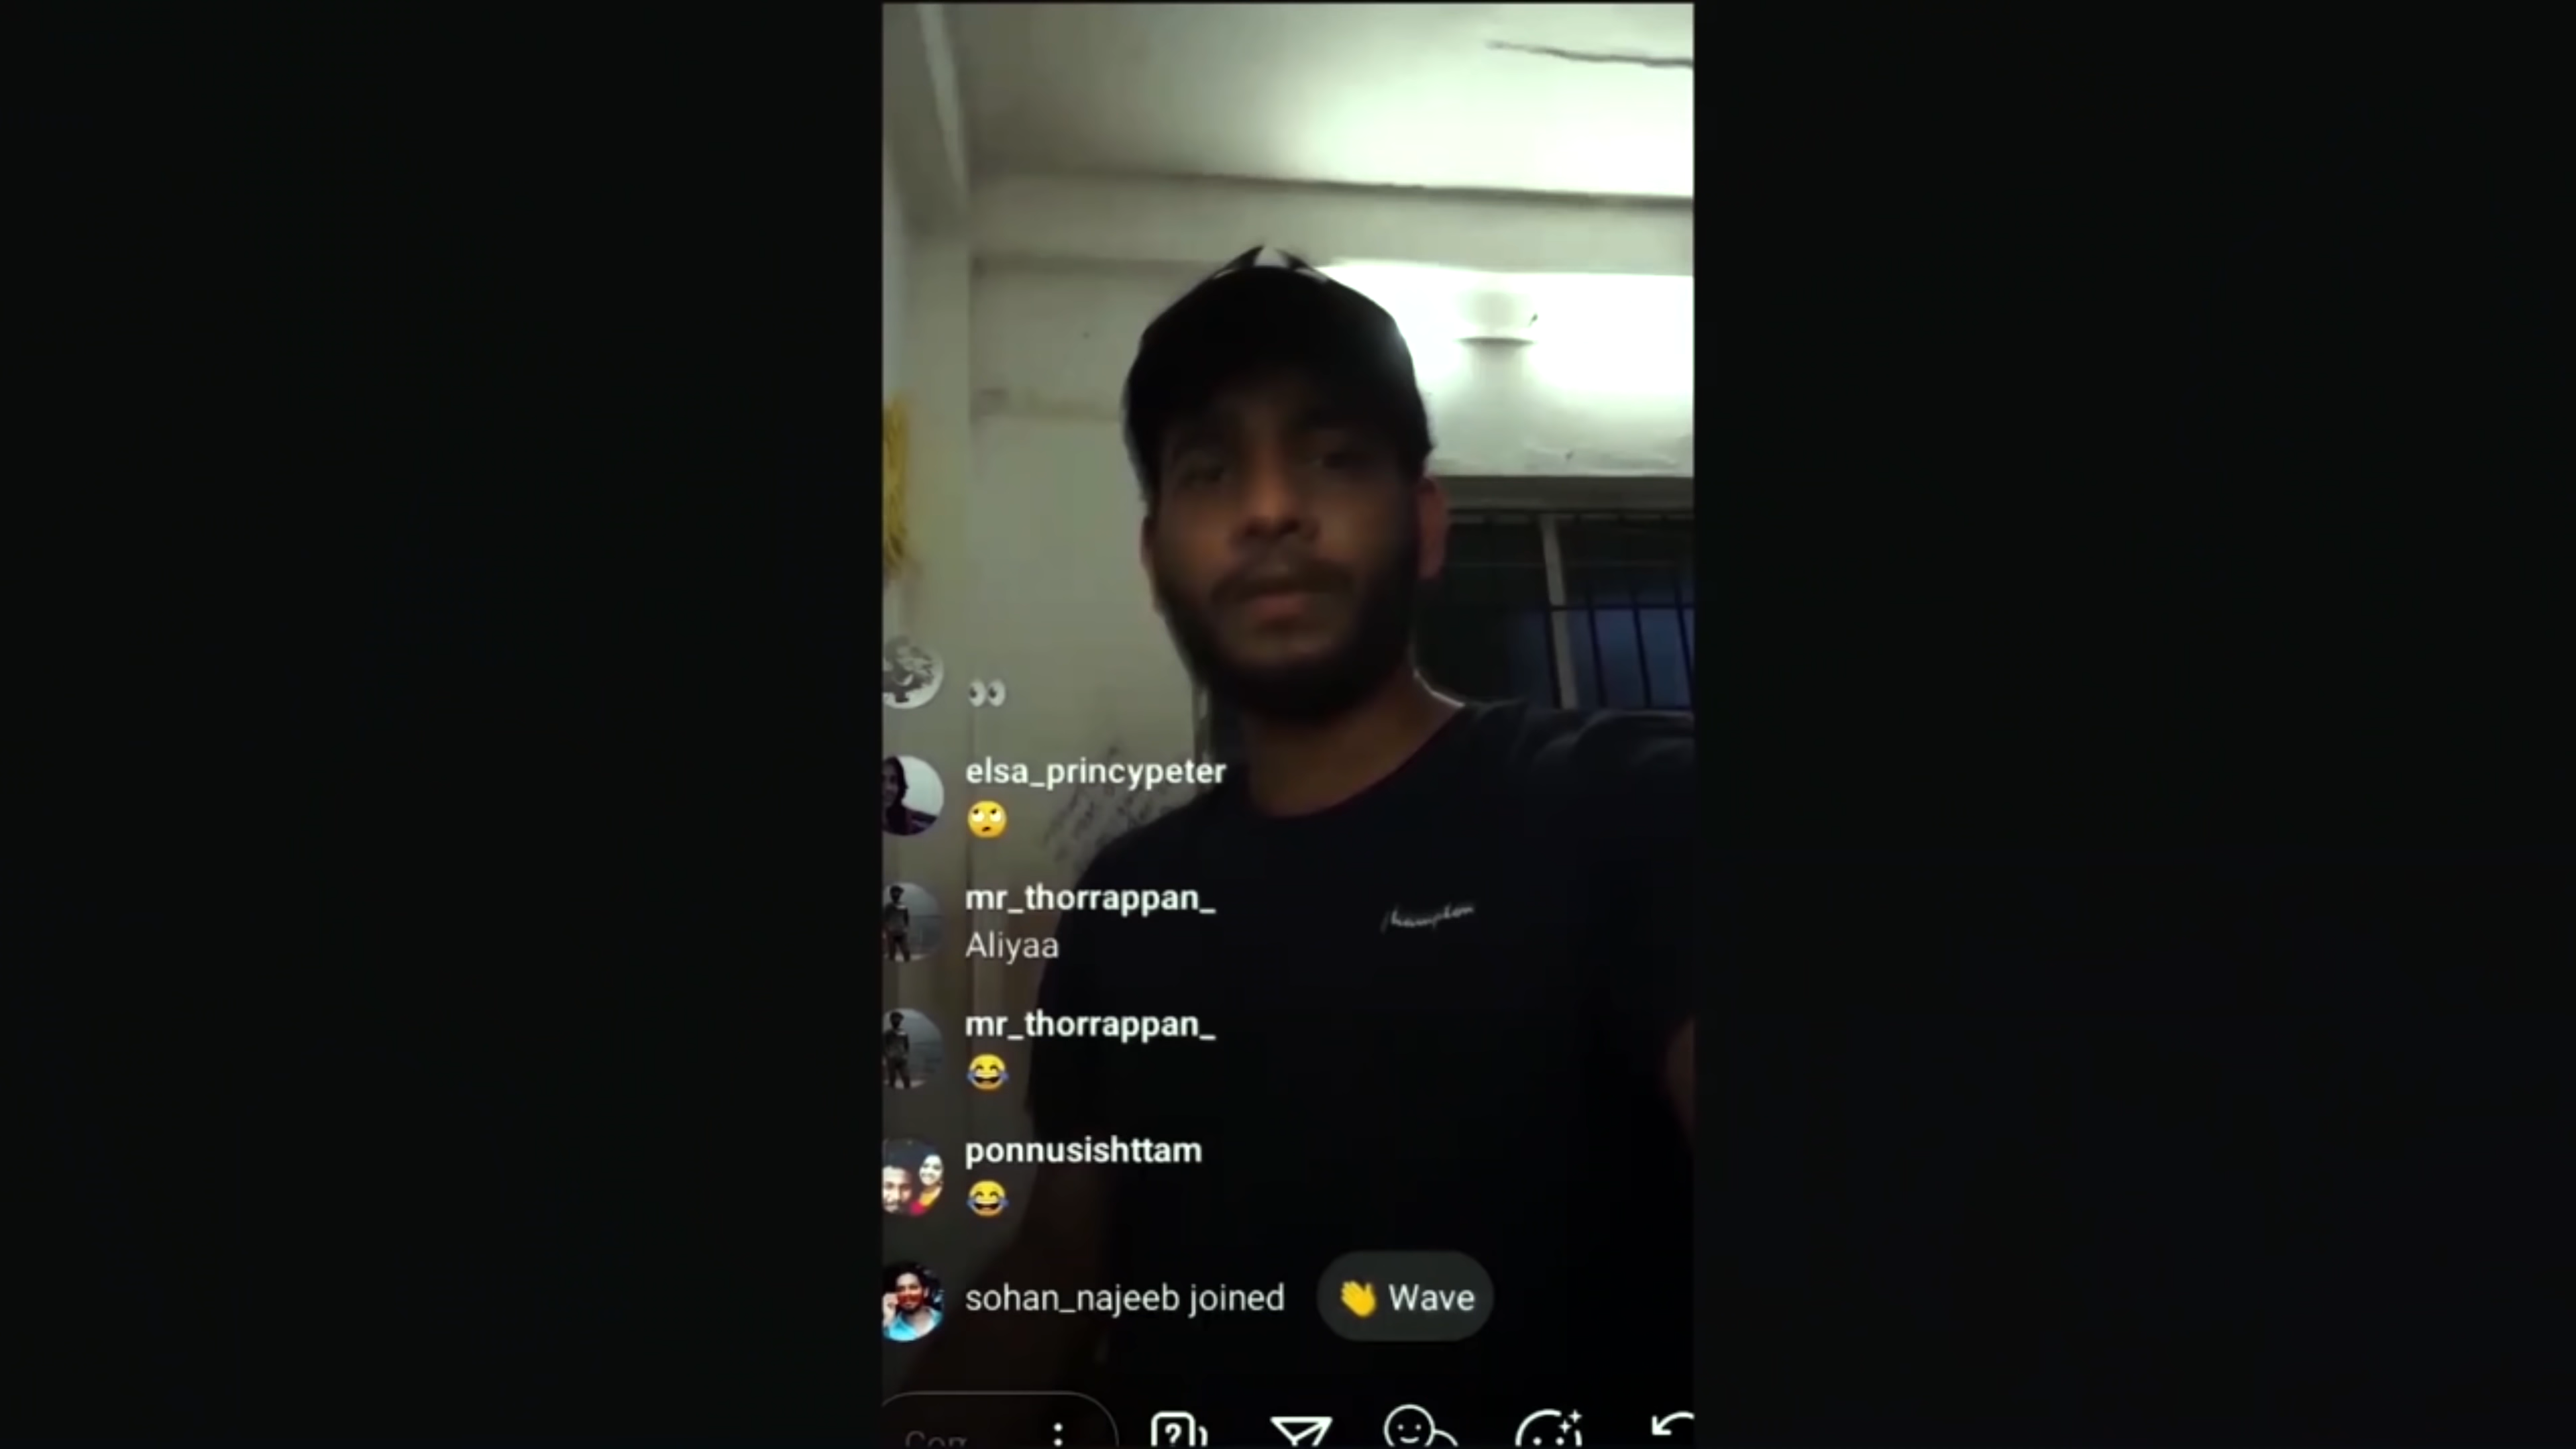 👀
elsa_princypeter
🙄
mr_thorrappan_
Aliyaa
mr_thorrappan_
😂
ponnusishttam
😂
sohan_najeeb joined 👋 Wave